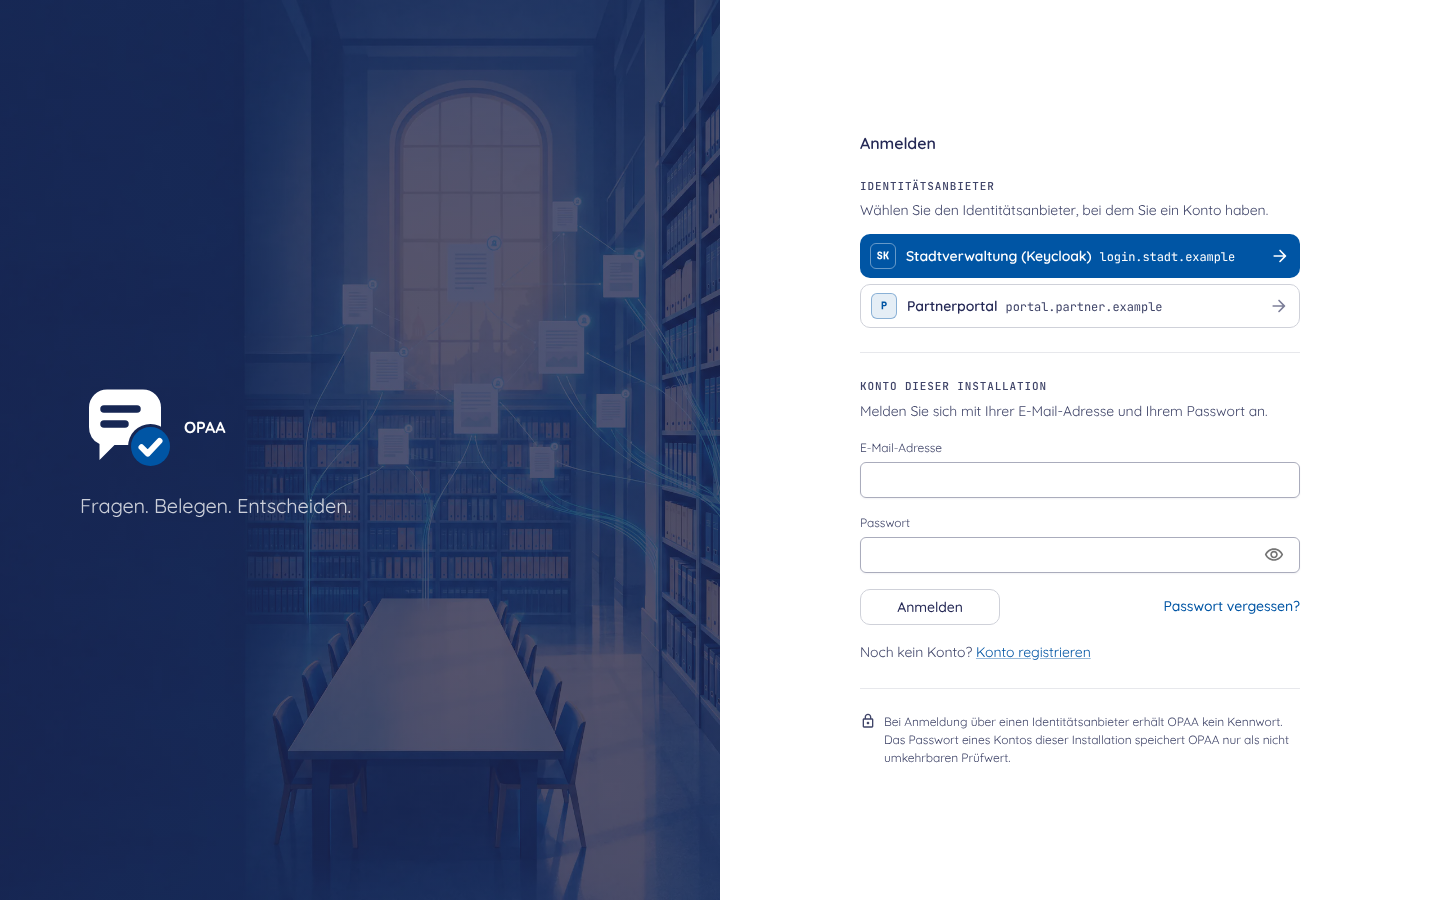 OPAA
Fragen. Belegen. Entscheiden.
Anmelden
IDENTITÄTSANBIETER
Wählen Sie den Identitätsanbieter, bei dem Sie ein Konto haben.
SK Stadtverwaltung (Keycloak) login.stadt.example
P Partnerportal portal.partner.example
KONTO DIESER INSTALLATION
Melden Sie sich mit Ihrer E-Mail-Adresse und Ihrem Passwort an.
E-Mail-Adresse
Passwort
Anmelden Passwort vergessen?
Noch kein Konto? Konto registrieren
Bei Anmeldung über einen Identitätsanbieter erhält OPAA kein Kennwort.
Das Passwort eines Kontos dieser Installation speichert OPAA nur als nicht
umkehrbaren Prüfwert.